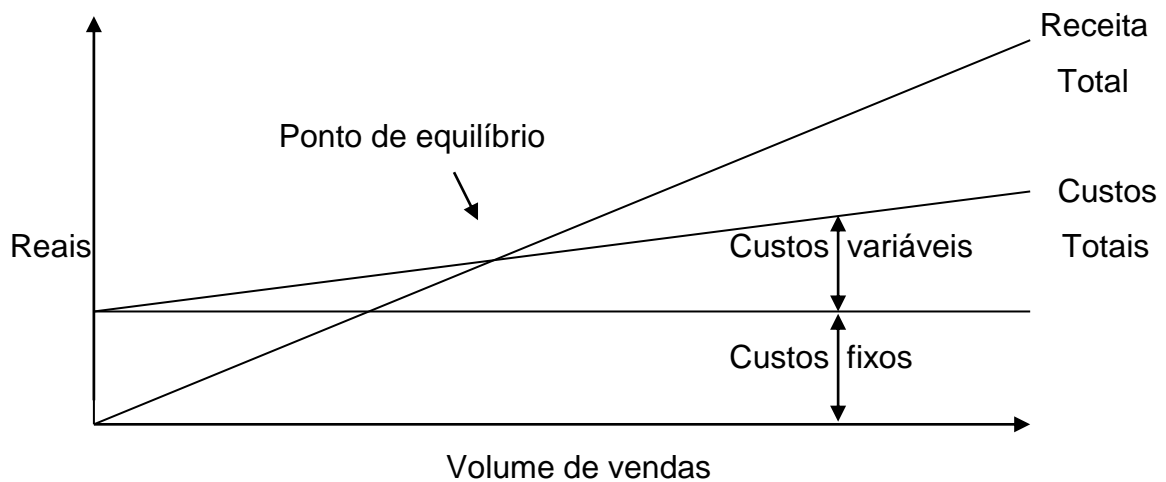 Receita
Total
Ponto de equilíbrio
Custos
Reais
Custos variáveis
Totais
Custos fixos
Volume de vendas